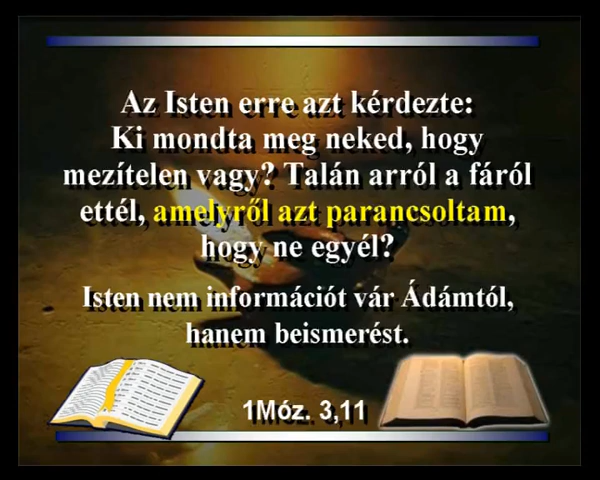 Az Isten erre azt kérdezte:
Ki mondta meg neked, hogy
mezítelen vagy? Talán arról a fáról
ettél, amelyről azt parancsoltam,
hogy ne egyél?
Isten nem információt vár Ádámtól,
hanem beismerést.
1Móz. 3,11